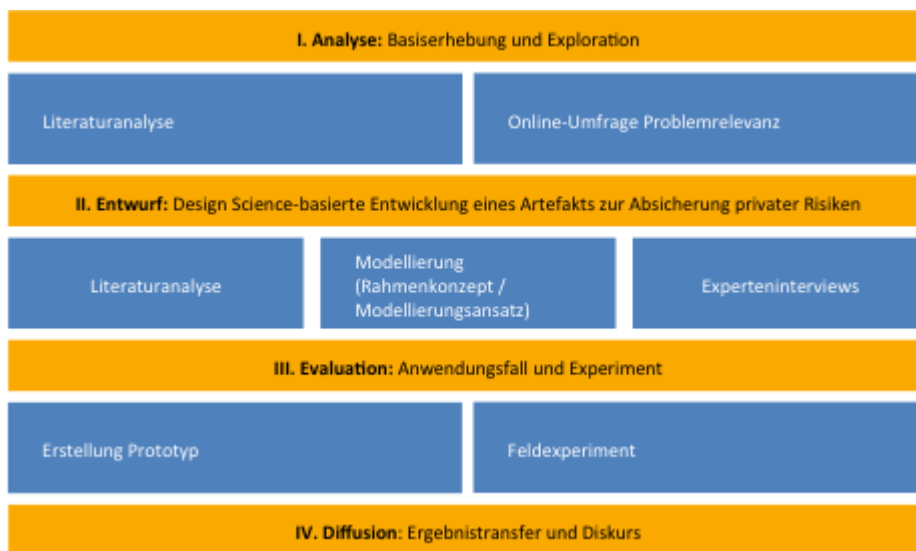 I. Analyse: Basiserhebung und Exploration
Literaturanalyse
Online-Umfrage Problemrelevanz
II. Entwurf: Design Science-basierte Entwicklung eines Artefakts zur Absicherung privater Risiken
Literaturanalyse
Modellierung
(Rahmenkonzept /
Modellierungsansatz)
Experteninterviews
III. Evaluation: Anwendungsfall und Experiment
Erstellung Prototyp
Feldexperiment
IV. Diffusion: Ergebnistransfer und Diskurs